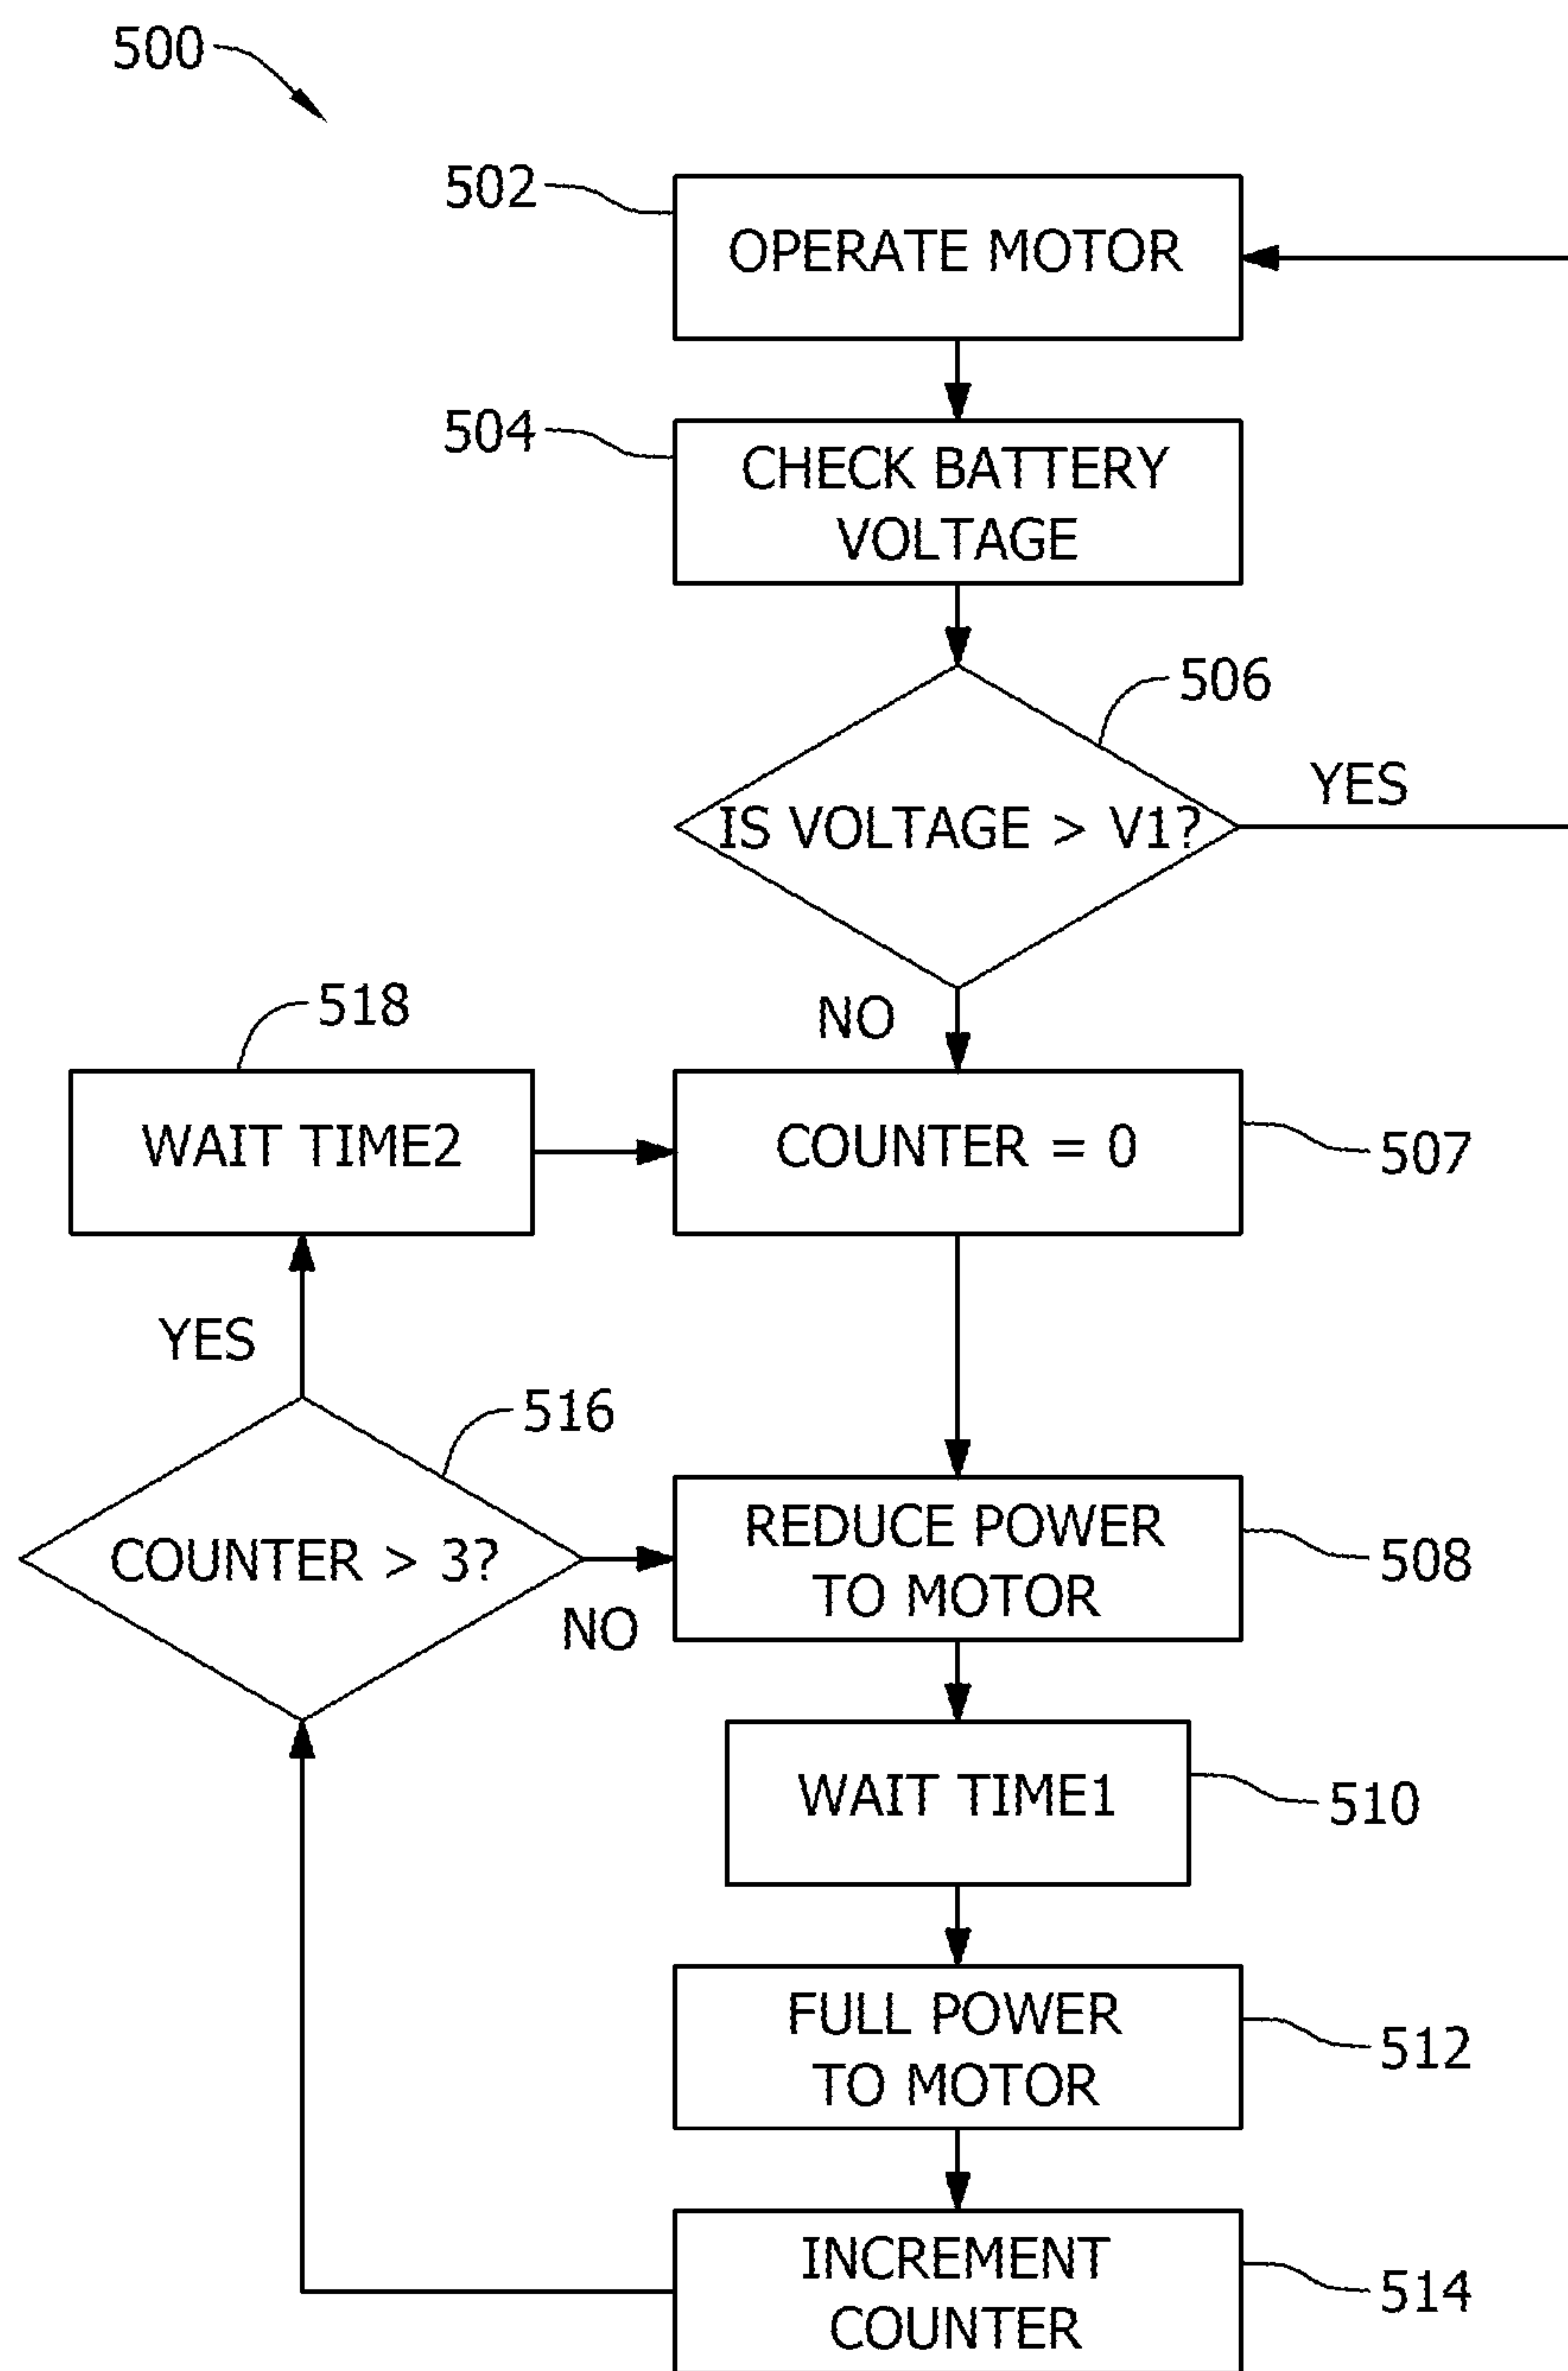 500
502
OPERATE MOTOR
504
CHECK BATTERY
VOLTAGE
506
IS VOLTAGE > V1?
YES
NO
518
WAIT TIME2
COUNTER = 0
507
YES
516
COUNTER > 3?
NO
REDUCE POWER
TO MOTOR
508
WAIT TIME1
510
FULL POWER
TO MOTOR
512
INCREMENT
COUNTER
514